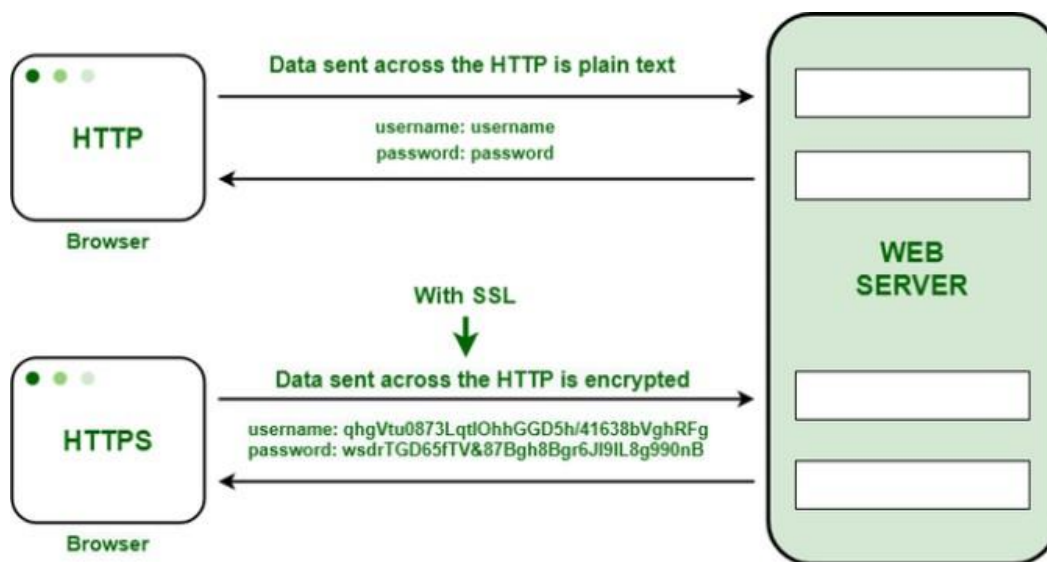 Data sent across the HTTP is plain text
HTTP
username: username
password: password
Browser
WEB
SERVER
With SSL
Data sent across the HTTP is encrypted
HTTPS
username: qhgVtu0873LqtIOhhGGD5h/41638bVghRFg
password: wsdrTGD65fTV&87Bgh8Bgr6JI9IL8g990nB
Browser